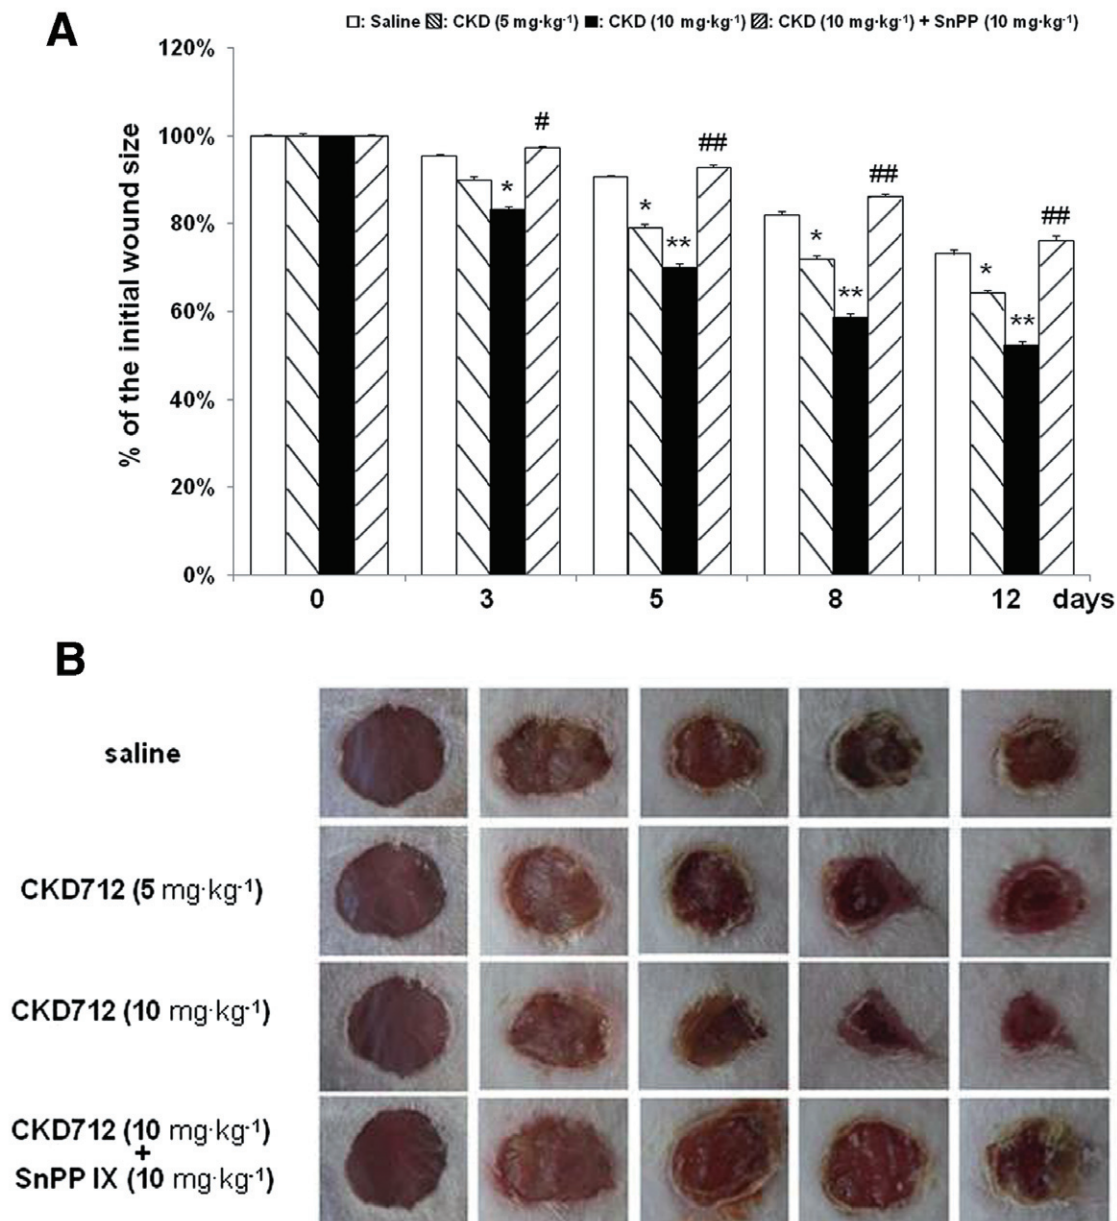 A
□: Saline ▧: CKD (5 mg·kg⁻¹) ■: CKD (10 mg·kg⁻¹) ▨: CKD (10 mg·kg⁻¹) + SnPP (10 mg·kg⁻¹)
% of the initial wound size
120%
100%
80%
60%
40%
20%
0%
#
*
##
*
**
##
*
**
##
*
**
0 3 5 8 12 days
B
saline
CKD712 (5 mg·kg⁻¹)
CKD712 (10 mg·kg⁻¹)
CKD712 (10 mg·kg⁻¹)
+
SnPP IX (10 mg·kg⁻¹)